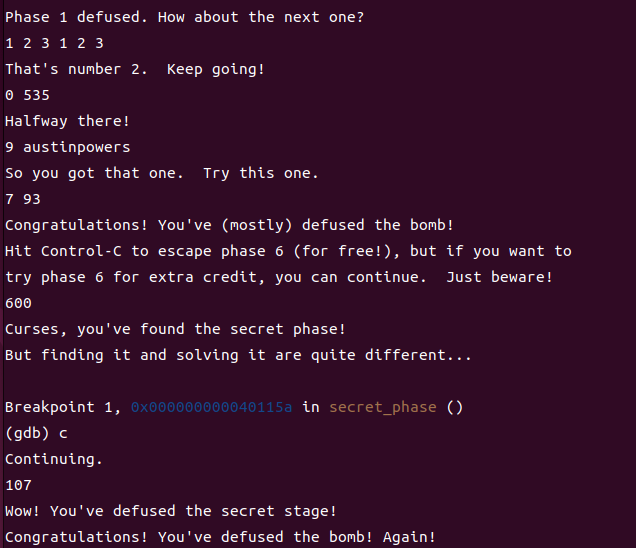 Phase 1 defused. How about the next one?
1 2 3 1 2 3
That's number 2.  Keep going!
0 535
Halfway there!
9 austinpowers
So you got that one.  Try this one.
7 93
Congratulations! You've (mostly) defused the bomb!
Hit Control-C to escape phase 6 (for free!), but if you want to
try phase 6 for extra credit, you can continue.  Just beware!
600
Curses, you've found the secret phase!
But finding it and solving it are quite different...
Breakpoint 1, 0x000000000040115a in secret_phase ()
(gdb) c
Continuing.
107
Wow! You've defused the secret stage!
Congratulations! You've defused the bomb! Again!